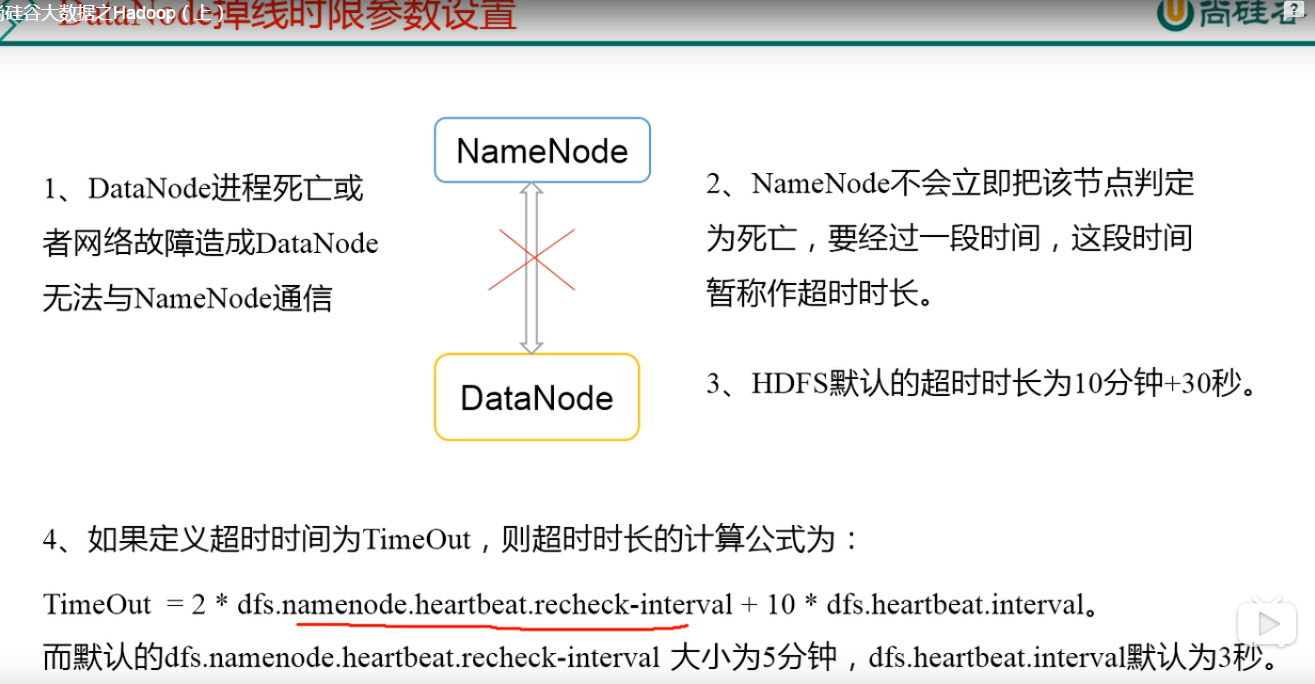 尚硅谷大数据之Hadoop（上）
DataNode掉线时限参数设置
尚硅谷
NameNode
1、DataNode进程死亡或
者网络故障造成DataNode
无法与NameNode通信
2、NameNode不会立即把该节点判定
为死亡，要经过一段时间，这段时间
暂称作超时时长。
DataNode
3、HDFS默认的超时时长为10分钟+30秒。
4、如果定义超时时间为TimeOut，则超时时长的计算公式为：
TimeOut = 2 * dfs.namenode.heartbeat.recheck-interval + 10 * dfs.heartbeat.interval。
而默认的dfs.namenode.heartbeat.recheck-interval 大小为5分钟，dfs.heartbeat.interval默认为3秒。